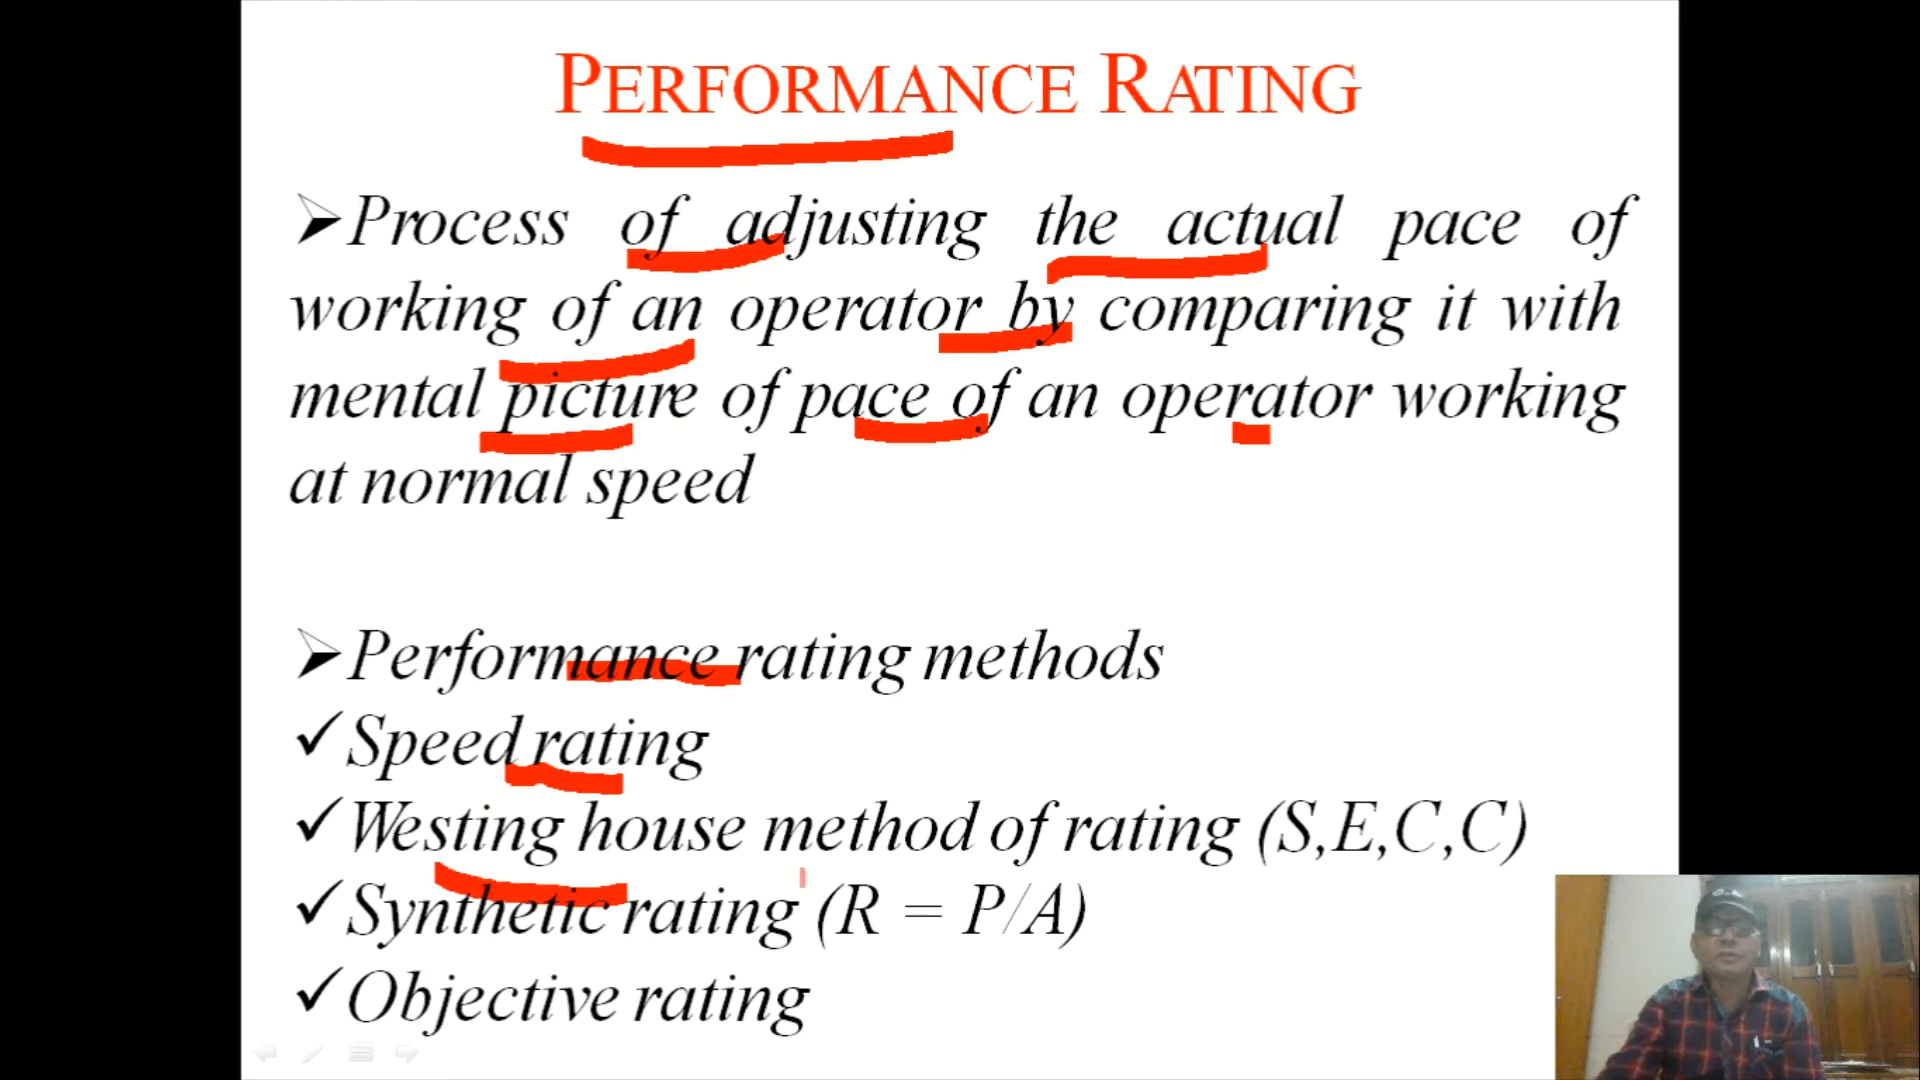 PERFORMANCE RATING
➢Process of adjusting the actual pace of
working of an operator by comparing it with
mental picture of pace of an operator working
at normal speed
➢Performance rating methods
✓Speed rating
✓Westing house method of rating (S,E,C,C)
✓Synthetic rating (R = P/A)
✓Objective rating